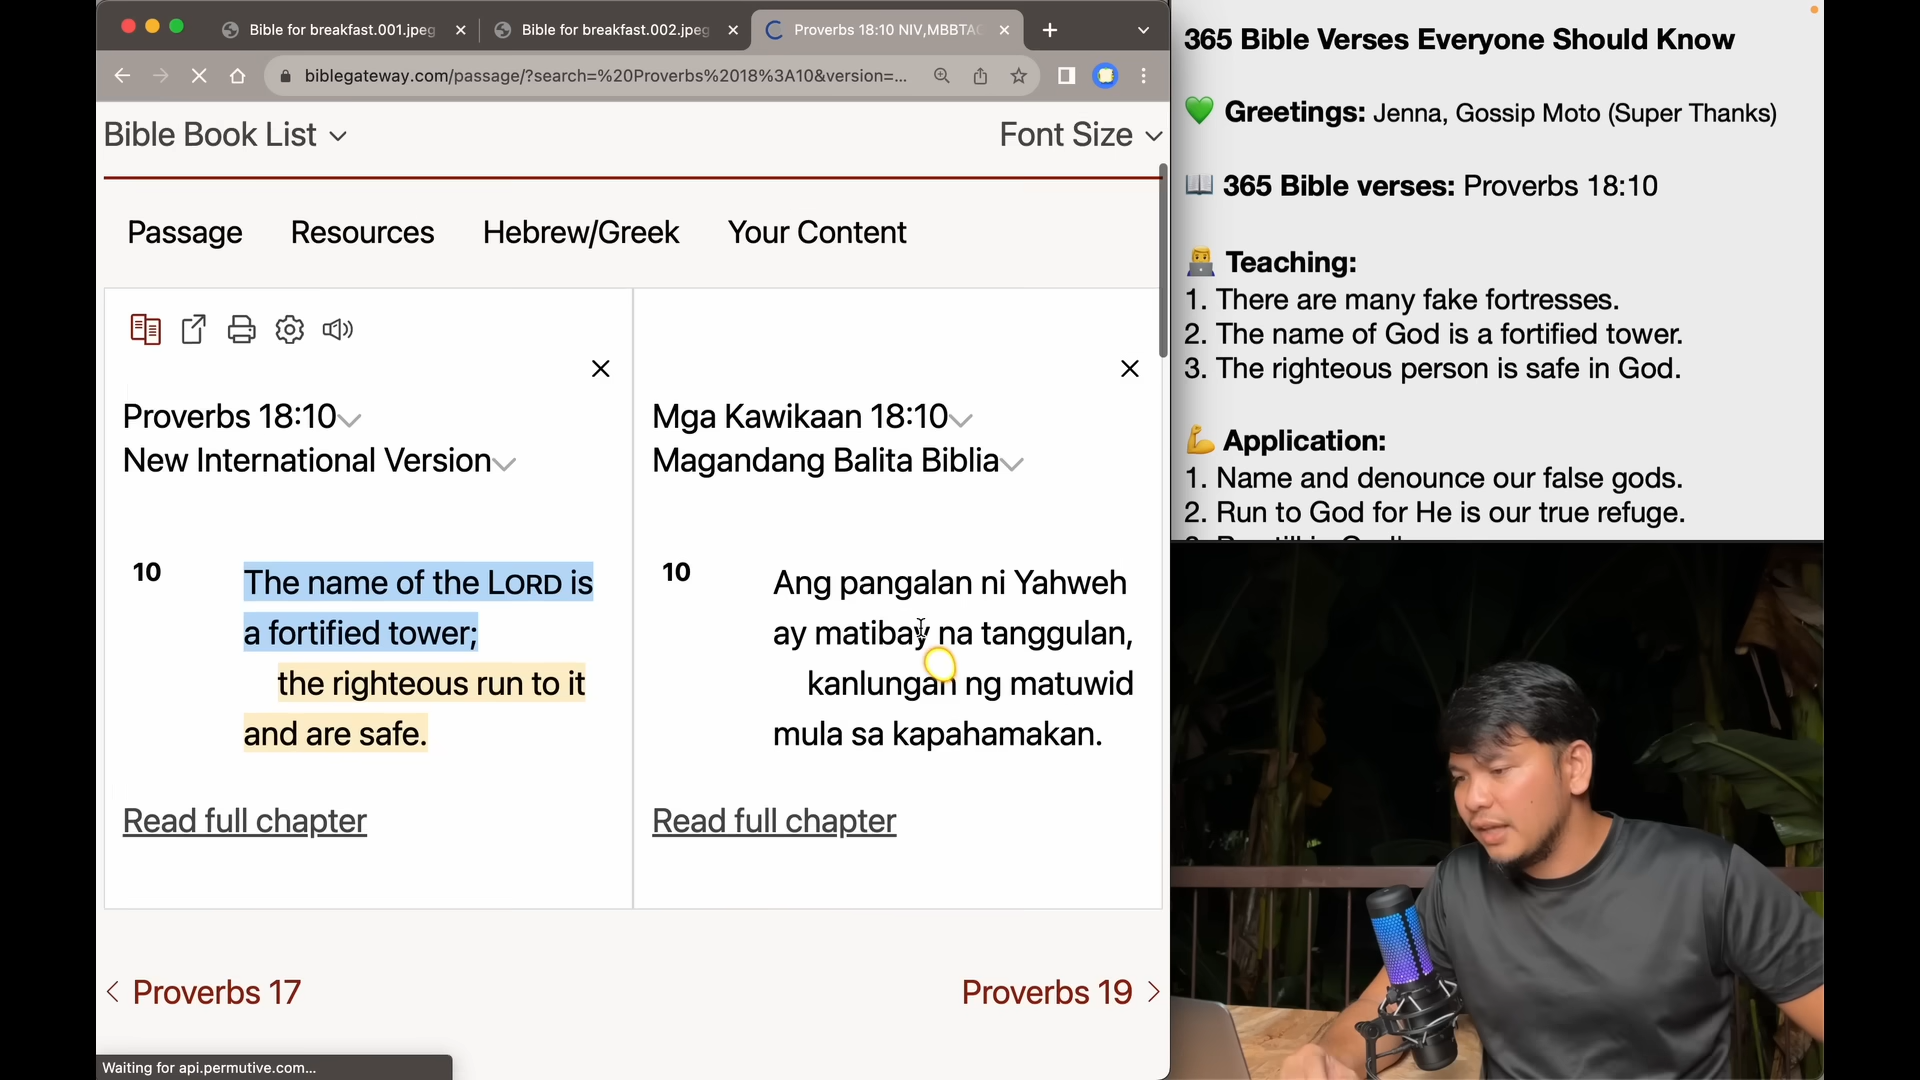 Bible for breakfast.001.jpeg
Bible for breakfast.002.jpeg
Proverbs 18:10 NIV,MBBTAG
biblegateway.com/passage/?search=%20Proverbs%2018%3A10&version=...
Bible Book List
Font Size
Passage Resources Hebrew/Greek Your Content
Proverbs 18:10
New International Version
10 The name of the LORD is
a fortified tower;
the righteous run to it
and are safe.
Read full chapter
Mga Kawikaan 18:10
Magandang Balita Biblia
10 Ang pangalan ni Yahweh
ay matibay na tanggulan,
kanlungan ng matuwid
mula sa kapahamakan.
Read full chapter
Proverbs 17
Proverbs 19
Waiting for api.permutive.com...
365 Bible Verses Everyone Should Know
Greetings: Jenna, Gossip Moto (Super Thanks)
365 Bible verses: Proverbs 18:10
Teaching:
1. There are many fake fortresses.
2. The name of God is a fortified tower.
3. The righteous person is safe in God.
Application:
1. Name and denounce our false gods.
2. Run to God for He is our true refuge.